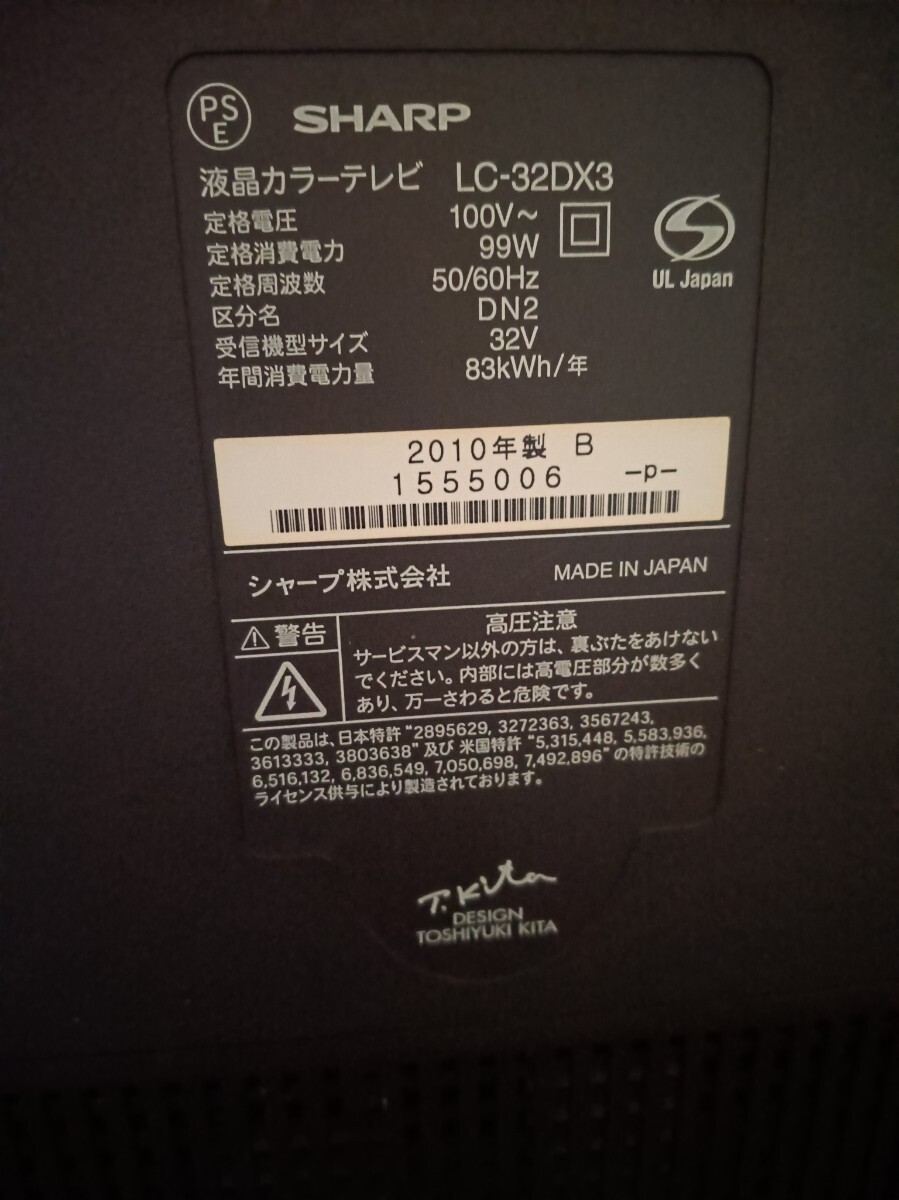 PS
E
SHARP
液晶カラーテレビ LC-32DX3
定格電圧 100V～
定格消費電力 99W
定格周波数 50/60Hz
区分名 DN2
受信機型サイズ 32V
年間消費電力量 83kWh/年
UL Japan
2010年製 B
1555006 -p-
シャープ株式会社 MADE IN JAPAN
警告
高圧注意
サービスマン以外の方は、裏ぶたをあけない
でください。内部には高電圧部分が数多く
あり、万一さわると危険です。
この製品は、日本特許 "2895629, 3272363, 3567243,
3613333, 3803638" 及び 米国特許 "5,315,448, 5,583,936,
6,516,132, 6,836,549, 7,050,698, 7,492,896" の特許技術の
ライセンス供与により製造されております。
T.Kita
DESIGN
TOSHIYUKI KITA